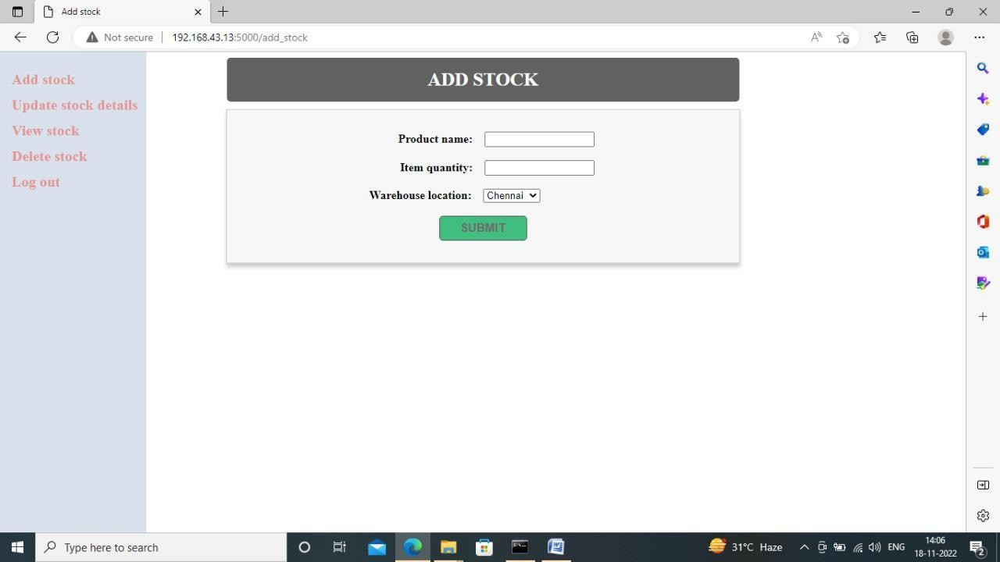 Add stock
Not secure 192.168.43.13:5000/add_stock
Add stock
Update stock details
View stock
Delete stock
Log out
ADD STOCK
Product name:
Item quantity:
Warehouse location: Chennai
SUBMIT
Type here to search
31°C Haze
ENG
14:06
18-11-2022
2